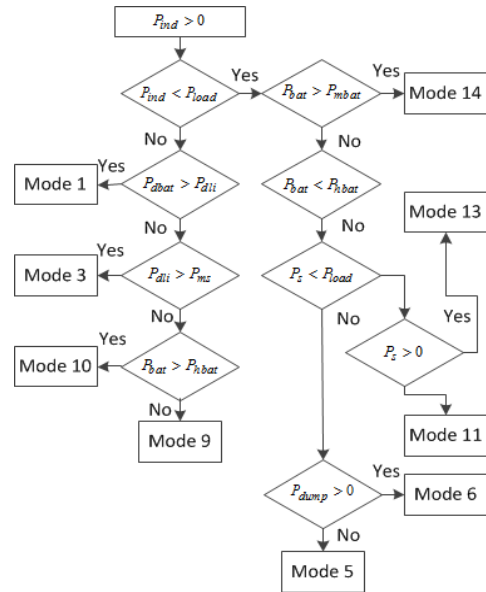 P_ind > 0
P_ind < P_load
Yes
P_bat > P_mbat
Yes
Mode 14
No
No
Mode 1
Yes
P_dbat > P_dli
P_bat < P_hbat
Mode 13
No
No
Mode 3
Yes
P_dli > P_ms
P_s < P_load
No
No
Yes
Mode 10
Yes
P_bat > P_hbat
P_s > 0
No
Mode 9
Mode 11
P_dump > 0
Yes
Mode 6
No
Mode 5